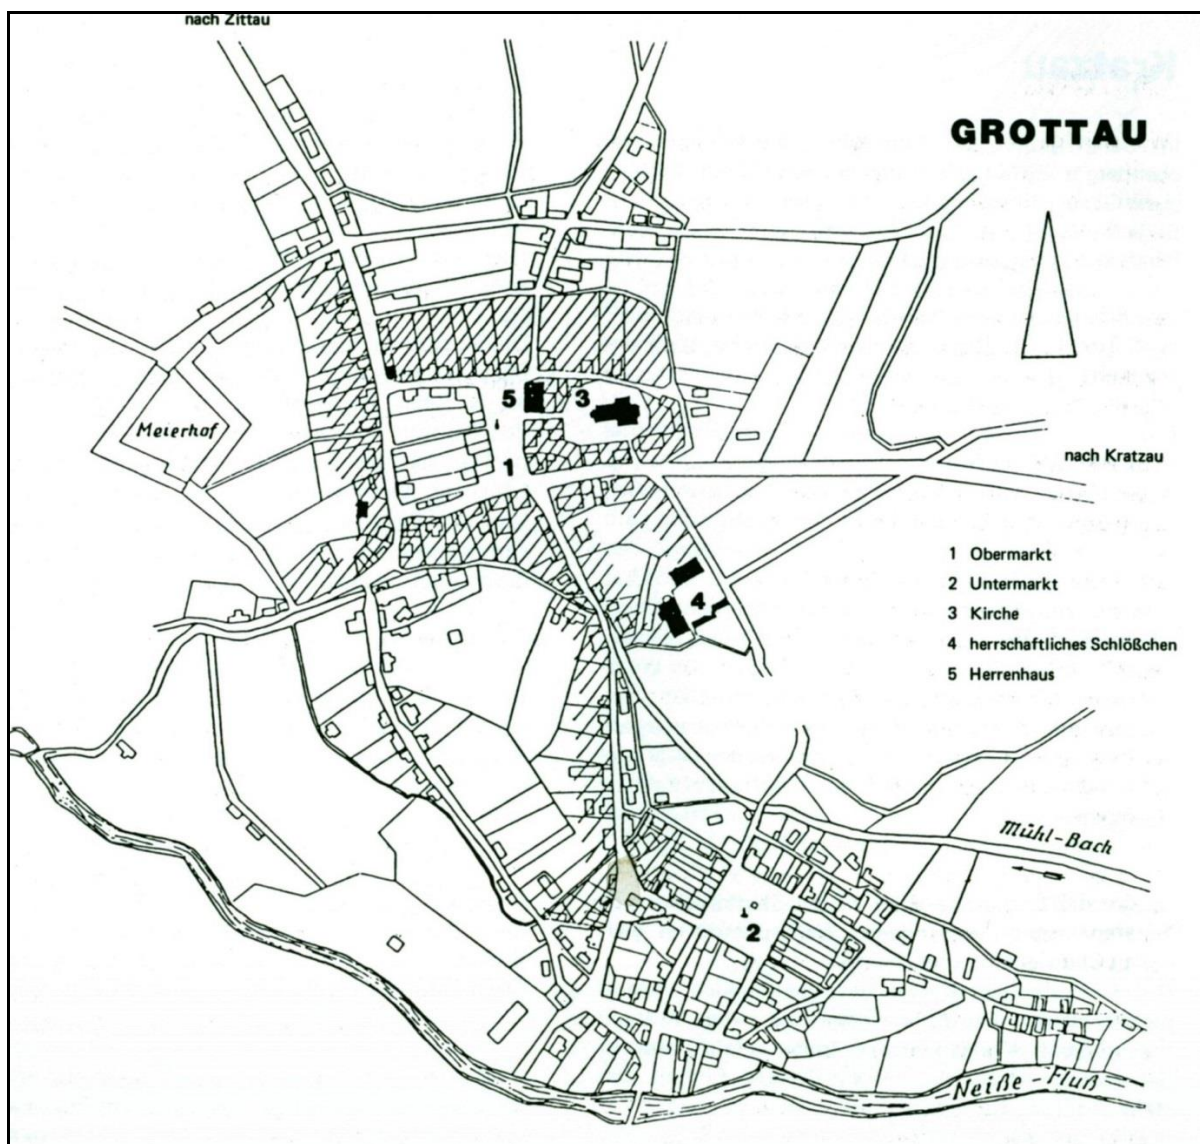 nach Zittau
GROTTAU
Meierhof
5
3
1
nach Kratzau
1 Obermarkt
2 Untermarkt
3 Kirche
4 herrschaftliches Schlößchen
5 Herrenhaus
4
Mühl-Bach
2
Neiße-Fluß